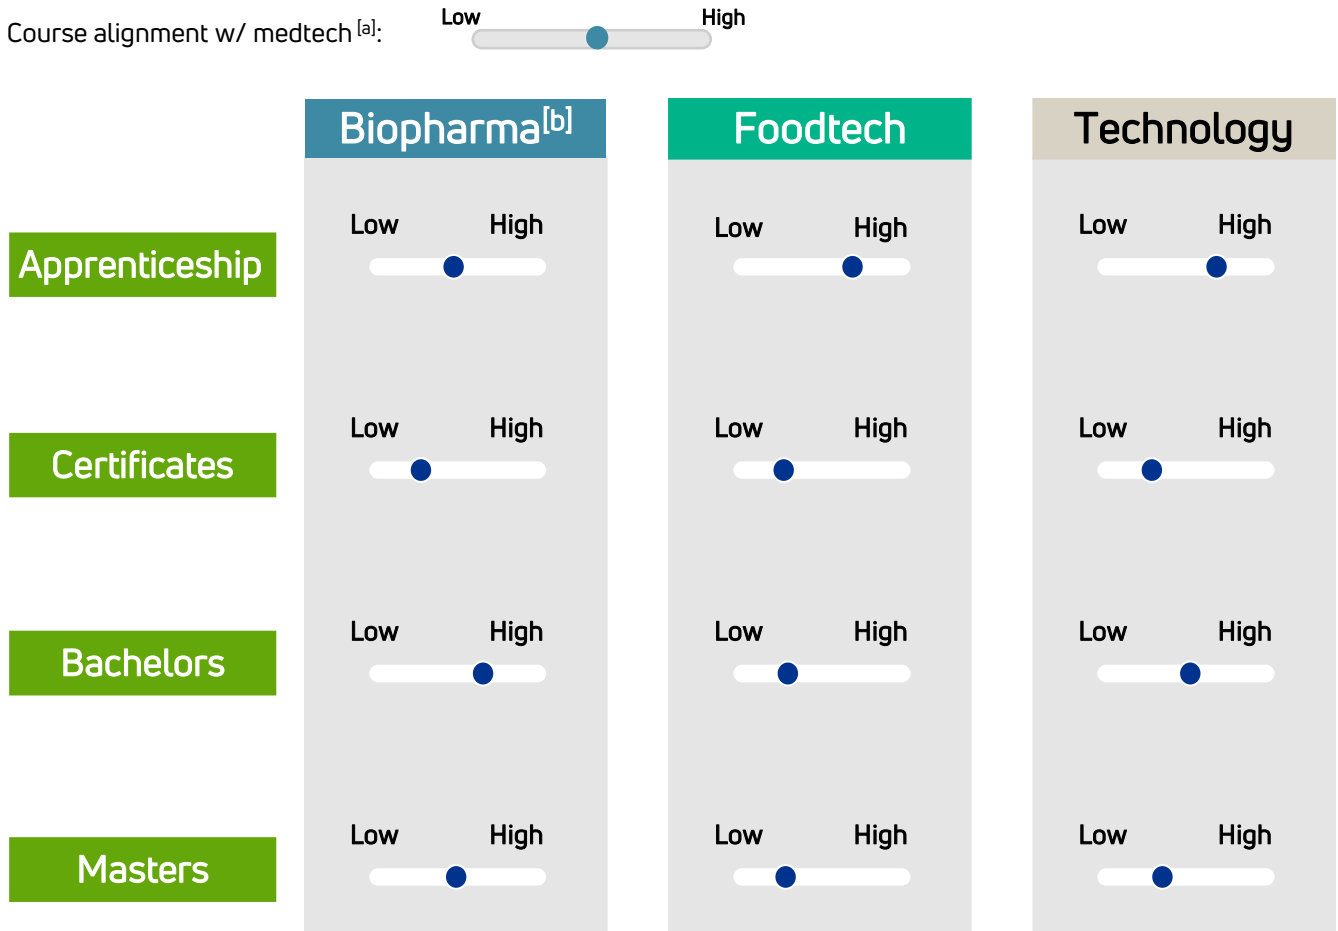 Course alignment w/ medtech [a]:
Low High
Biopharma[b] Foodtech Technology
Low High Low High Low High
Apprenticeship
Low High Low High Low High
Certificates
Low High Low High Low High
Bachelors
Low High Low High Low High
Masters